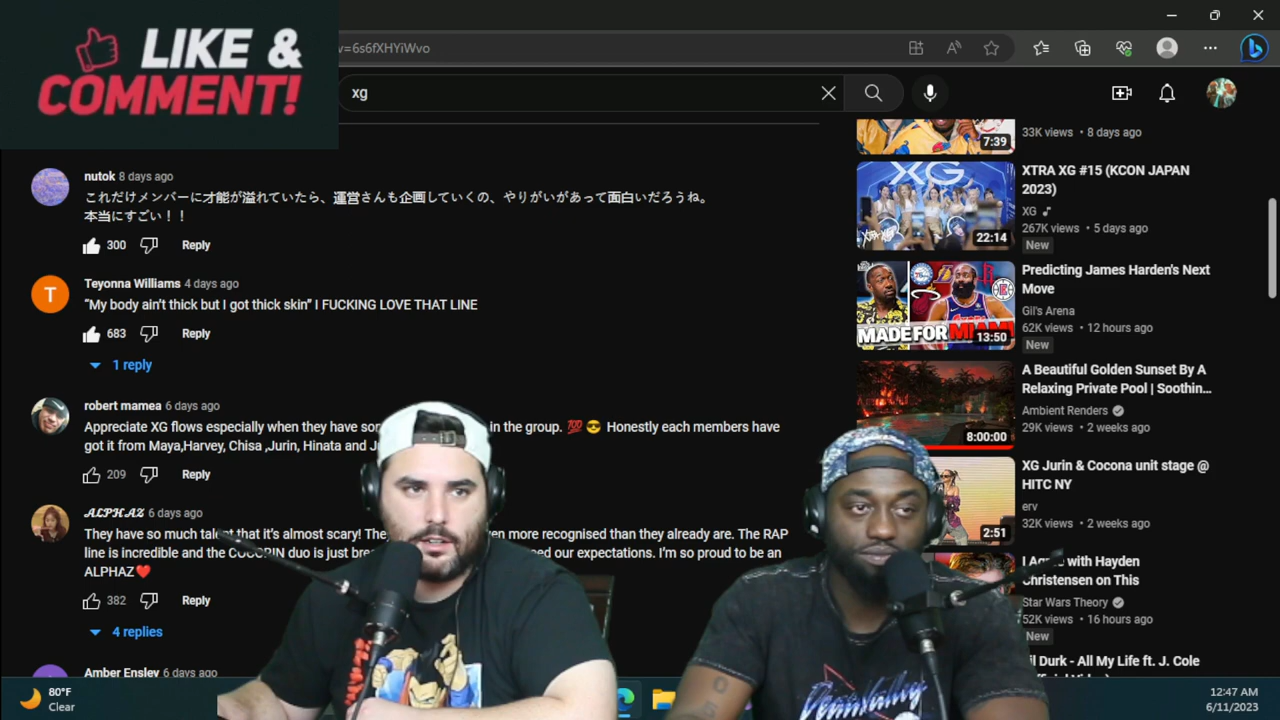 LIKE &
COMMENT!
v=6s6fXHYiWvo
xg
nutok 8 days ago
これだけメンバーに才能が溢れていたら、運営さんも企画していくの、やりがいがあって面白いだろうね。
本当にすごい！！
300 Reply
Teyonna Williams 4 days ago
"My body ain't thick but I got thick skin" I FUCKING LOVE THAT LINE
683 Reply
1 reply
robert mamea 6 days ago
Appreciate XG flows especially when they have in the group. 💯😎 Honestly each members have
got it from Maya,Harvey, Chisa ,Jurin, Hinata and
209 Reply
𝓐𝓛𝓟𝓗𝓐𝓩 6 days ago
They have so much talent that it's almost scary! more recognised than they already are. The RAP
line is incredible and the COCORIN duo is just our expectations. I'm so proud to be an
ALPHAZ❤️
382 Reply
4 replies
Amber Ensley 6 days ago
7:39
33K views • 8 days ago
XG
22:14
XTRA XG #15 (KCON JAPAN
2023)
XG
267K views • 5 days ago
New
MADE FOR MIAMI
13:50
Predicting James Harden's Next
Move
Gil's Arena
62K views • 12 hours ago
New
8:00:00
A Beautiful Golden Sunset By A
Relaxing Private Pool | Soothin...
Ambient Renders
29K views • 2 weeks ago
2:51
XG Jurin & Cocona unit stage @
HITC NY
erv
32K views • 2 weeks ago
I Agree with Hayden
Christensen on This
Star Wars Theory
52K views • 16 hours ago
New
Durk - All My Life ft. J. Cole
Video)
80°F
Clear
12:47 AM
6/11/2023